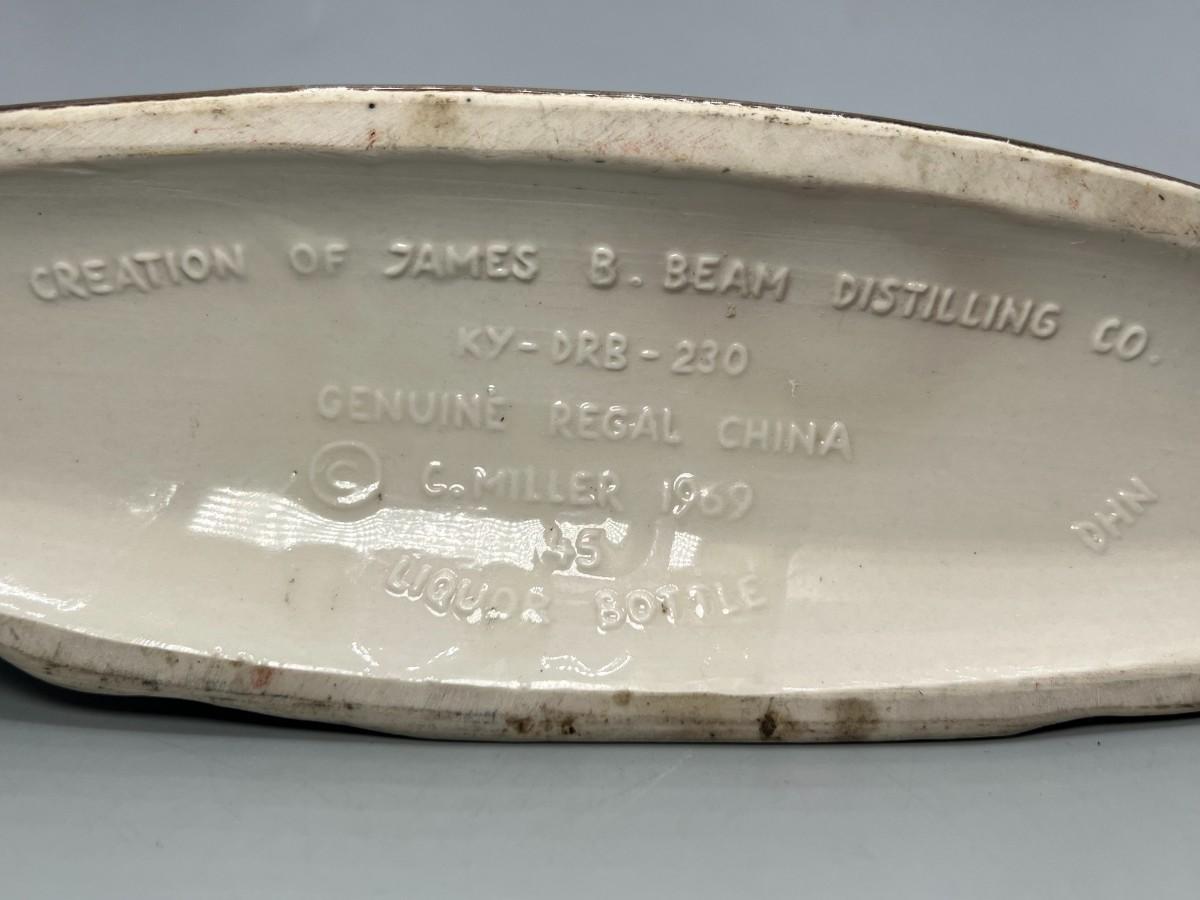 CREATION OF JAMES B. BEAM DISTILLING CO.
KY-DRB-230
GENUINE REGAL CHINA
© G. MILLER 1969
45
LIQUOR BOTTLE
DHN